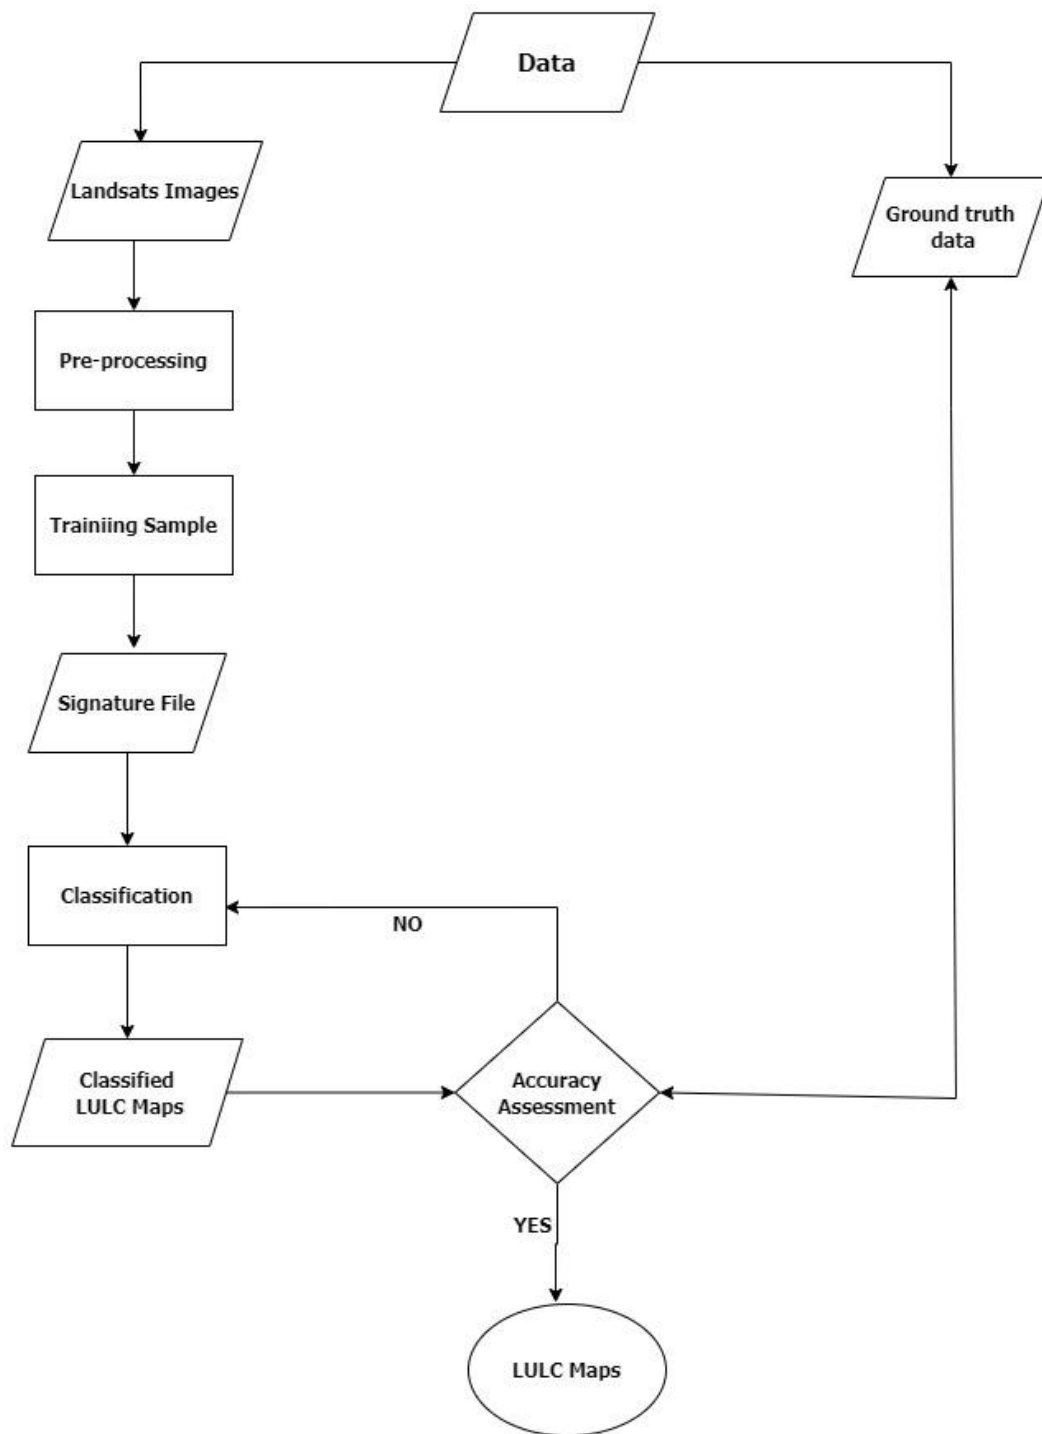 Data
Landsats Images
Ground truth
data
Pre-processing
Trainiing Sample
Signature File
Classification
NO
Classified
LULC Maps
Accuracy
Assessment
YES
LULC Maps